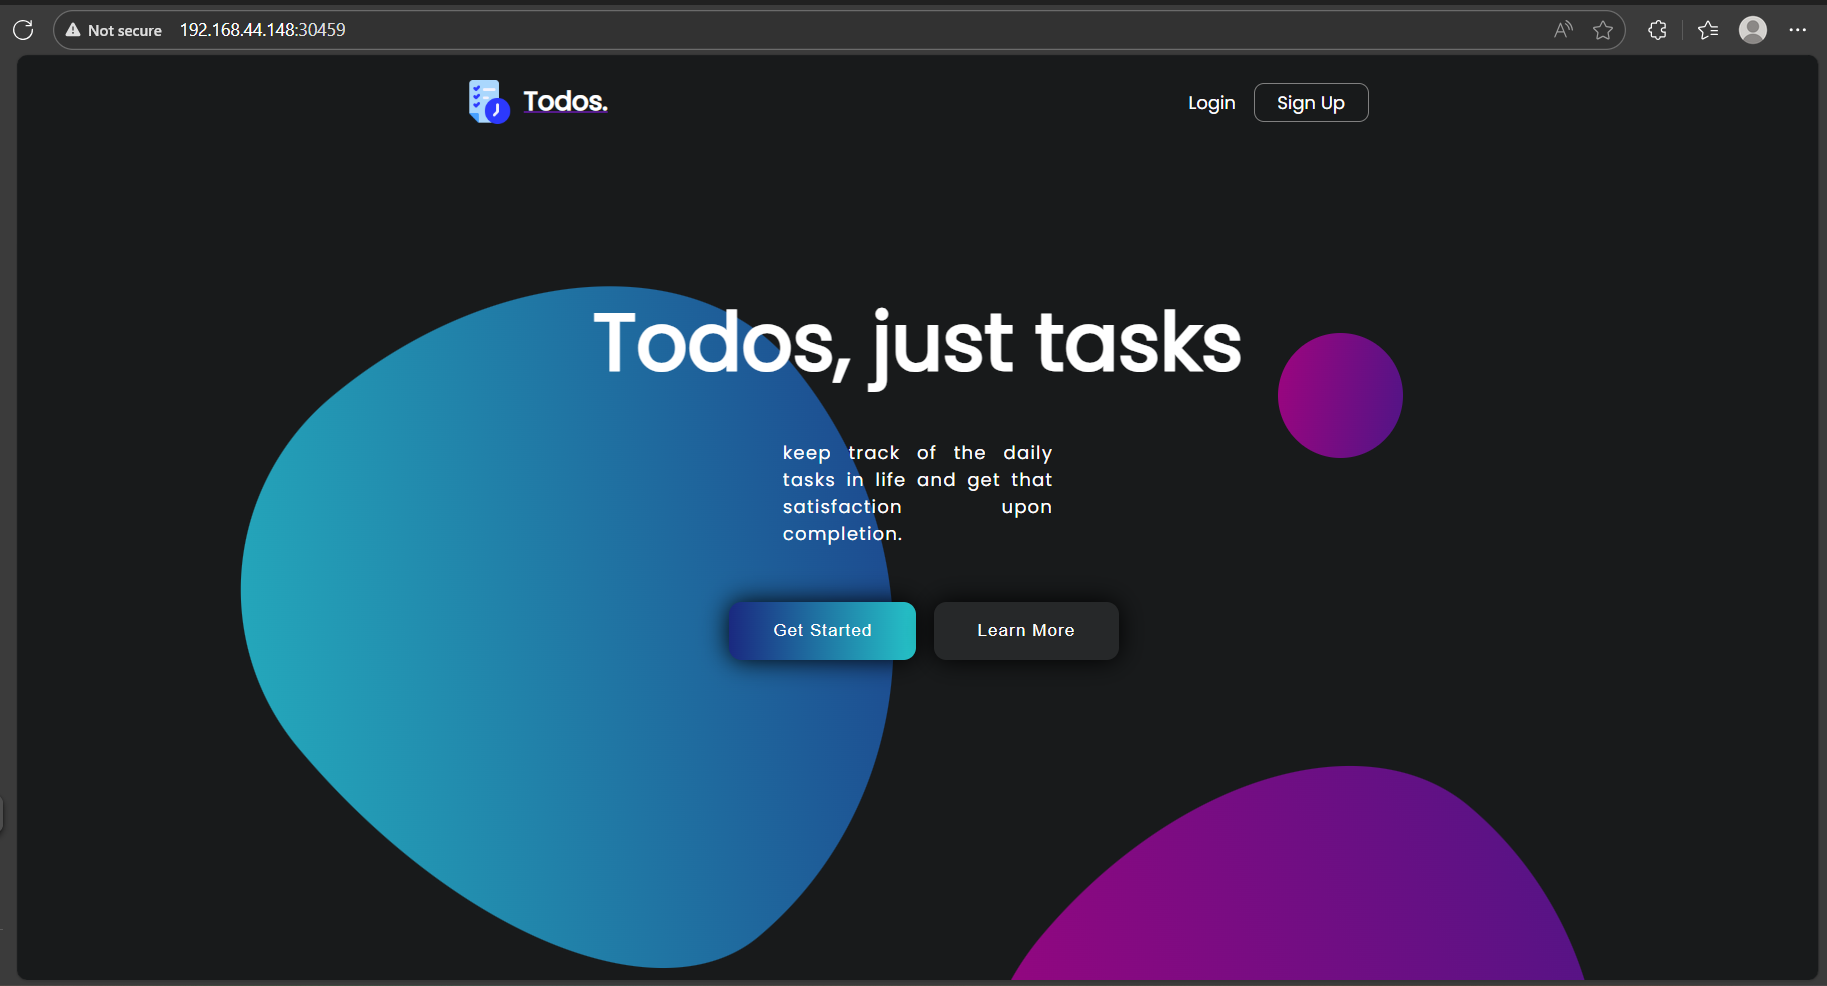 Not secure
192.168.44.148:30459
Todos.
Login
Sign Up
Todos, just tasks
keep track of the daily
tasks in life and get that
satisfaction upon
completion.
Get Started
Learn More